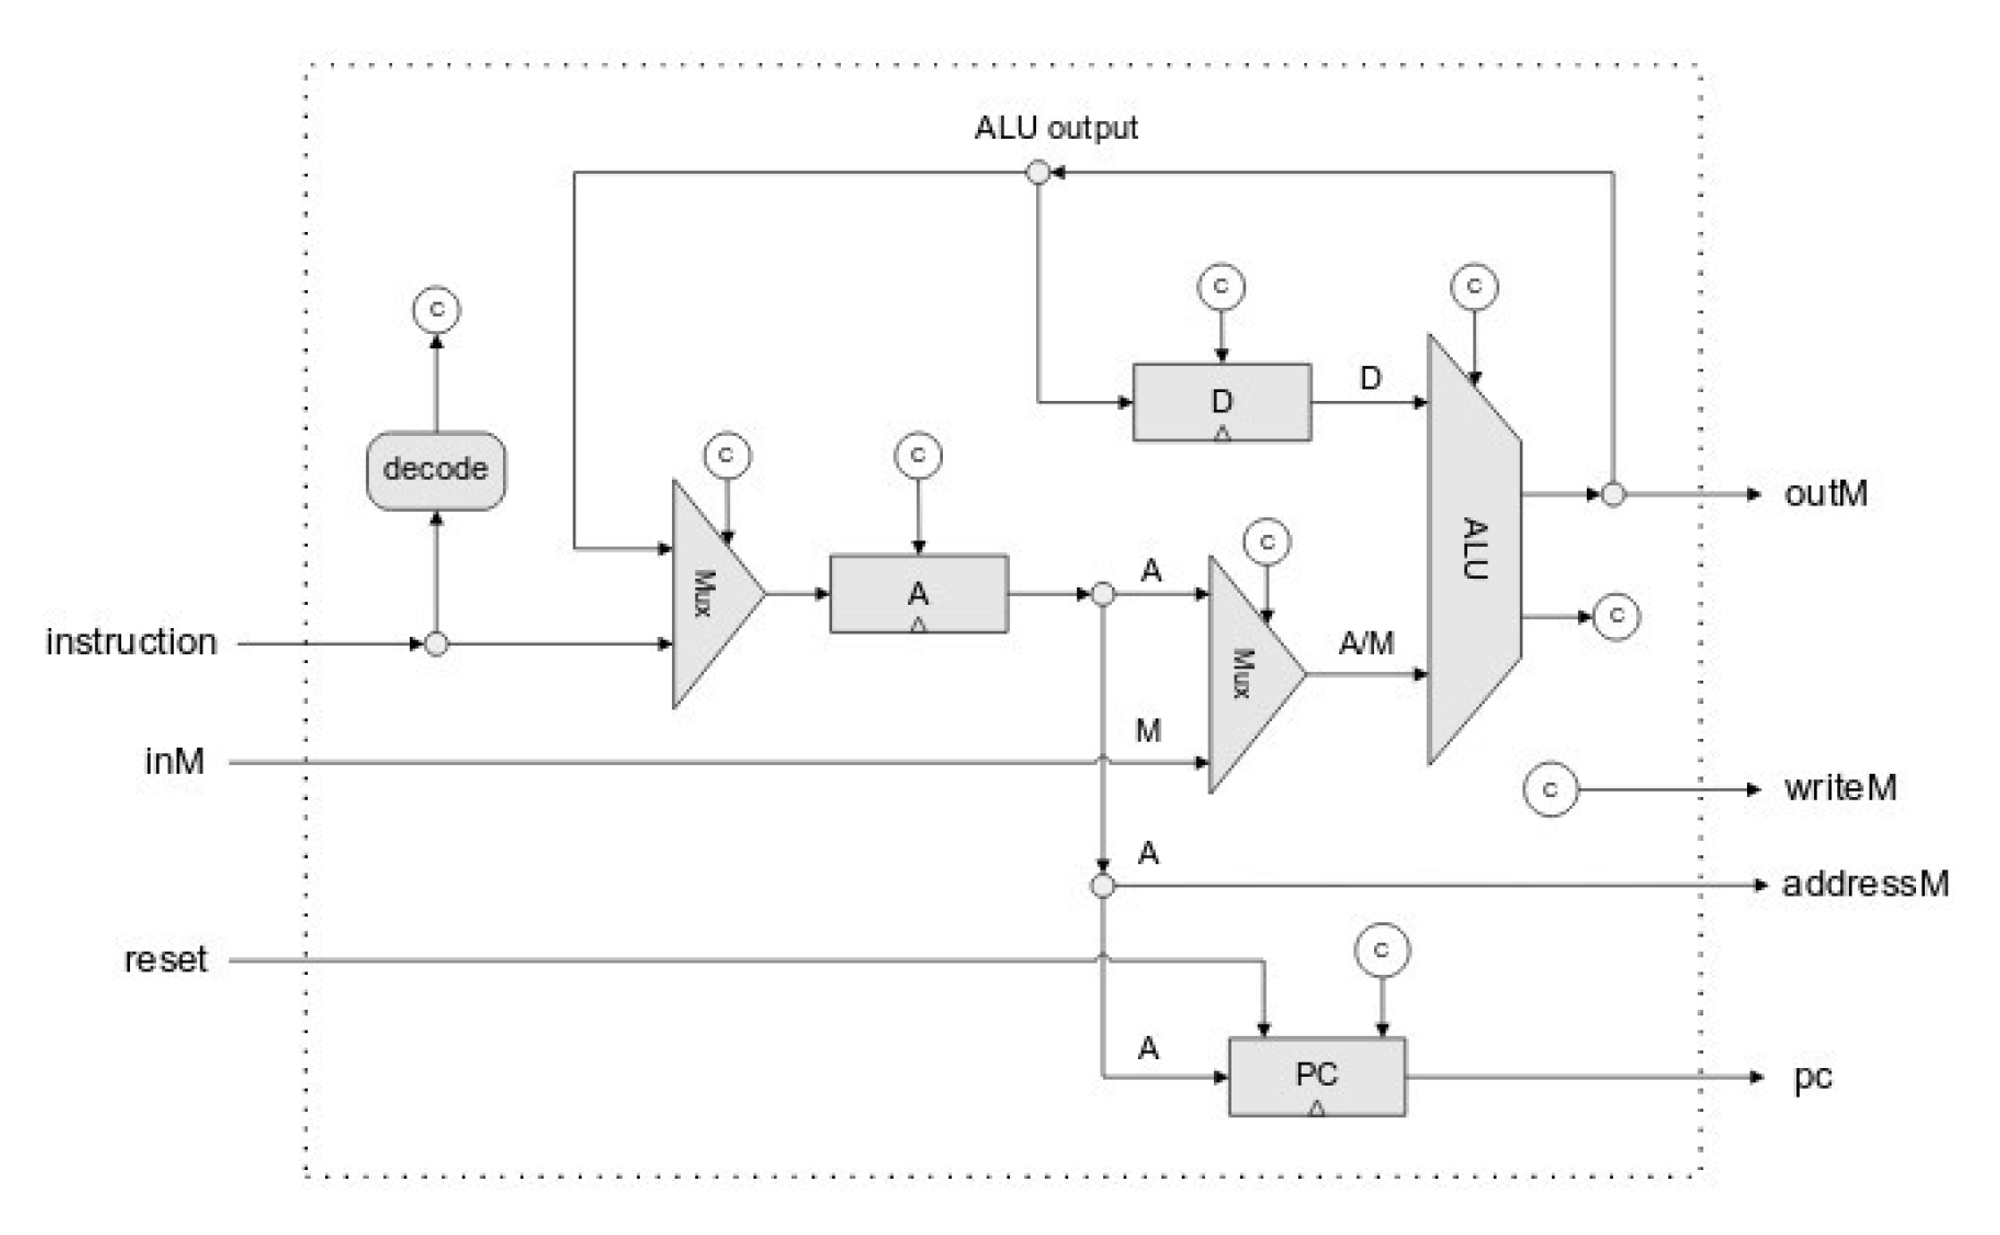 ALU output
c
c
c
D
D
decode
c
c
c
outM
Mux
A
A
ALU
Mux
A/M
c
instruction
M
inM
c
writeM
A
addressM
reset
c
A
PC
pc